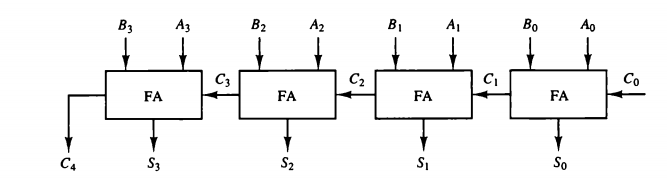 B₃ A₃ B₂ A₂ B₁ A₁ B₀ A₀
C₃ C₂ C₁ C₀
FA FA FA FA
C₄ S₃ S₂ S₁ S₀